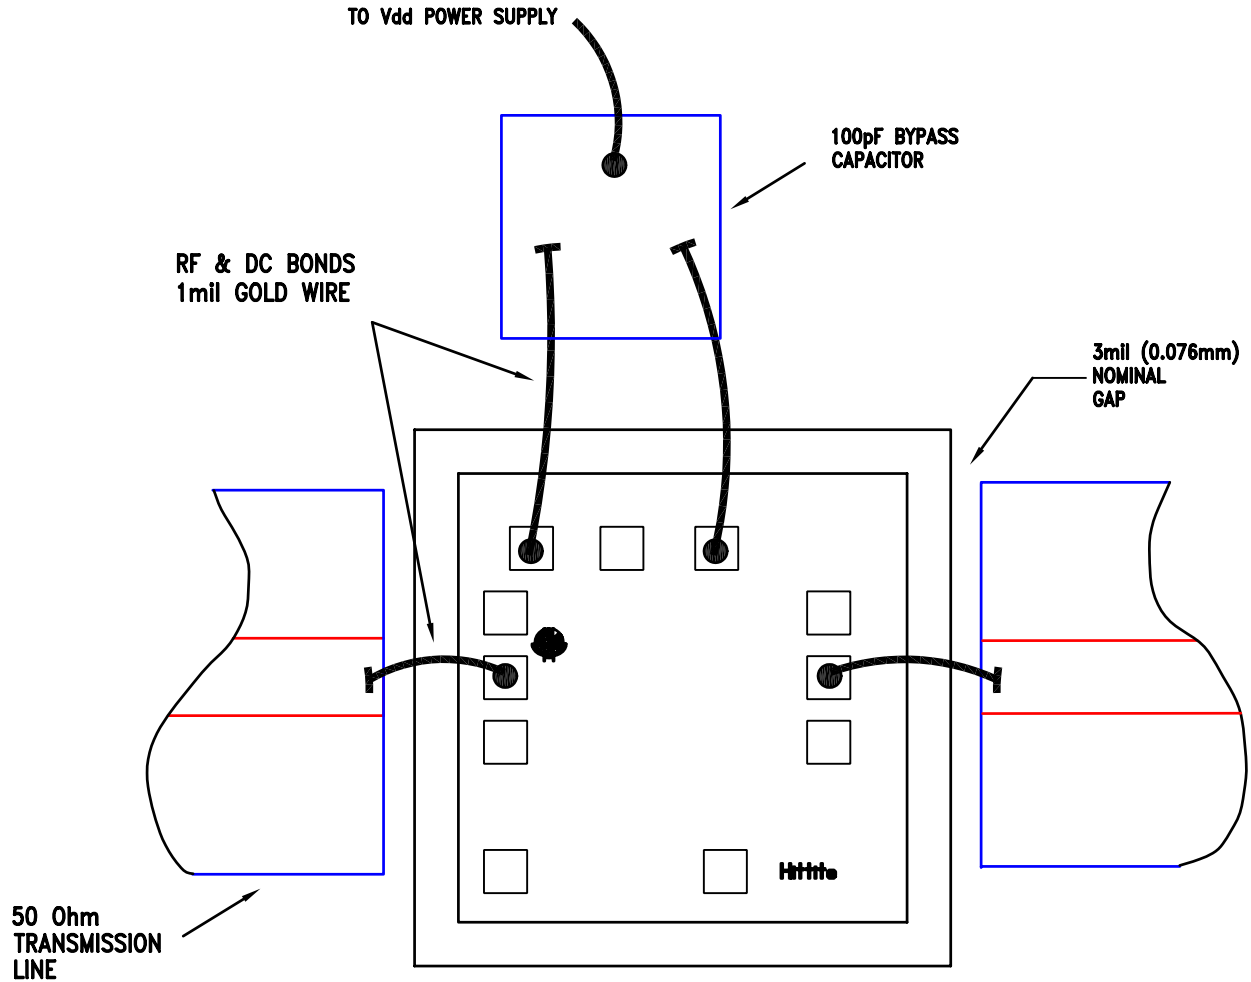 TO Vdd POWER SUPPLY
100pF BYPASS
CAPACITOR
RF & DC BONDS
1mil GOLD WIRE
3mil (0.076mm)
NOMINAL
GAP
Hittite
50 Ohm
TRANSMISSION
LINE